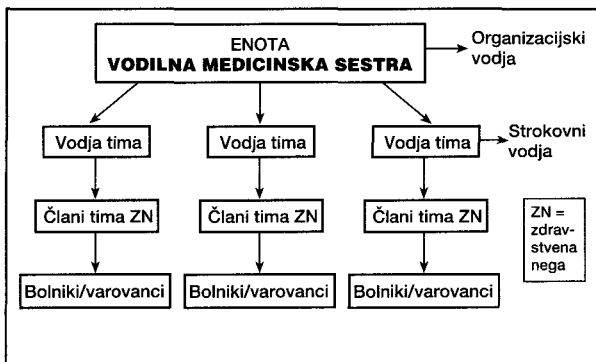 ENOTA
VODILNA MEDICINSKA SESTRA
Organizacijski
vodja
Vodja tima
Vodja tima
Vodja tima
Strokovni
vodja
Člani tima ZN
Člani tima ZN
Člani tima ZN
ZN =
zdrav-
stvena
nega
Bolniki/varovanci
Bolniki/varovanci
Bolniki/varovanci